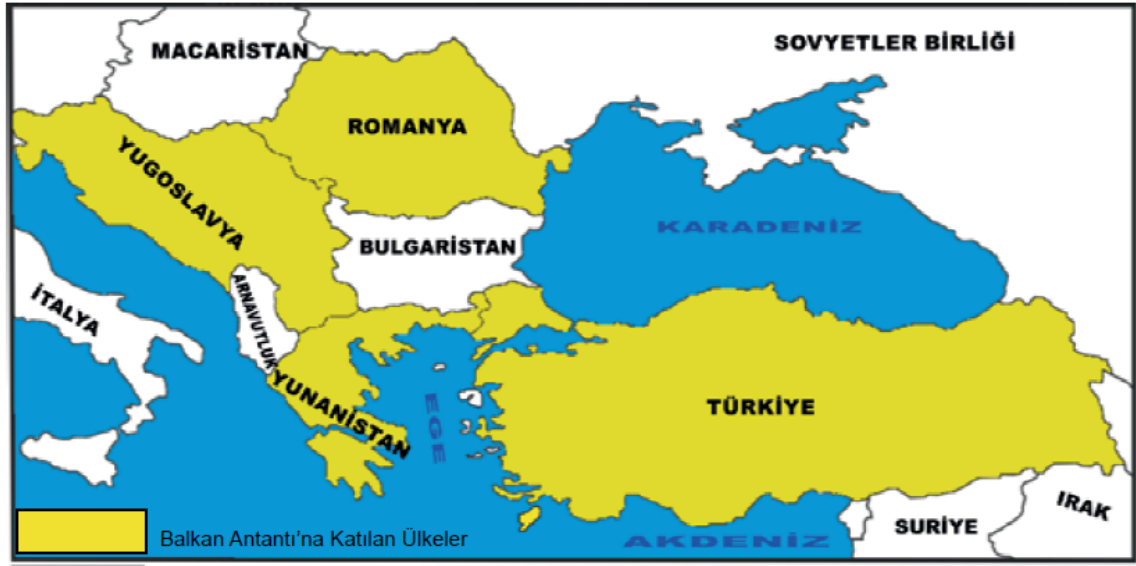 MACARİSTAN
SOVYETLER BİRLİĞİ
ROMANYA
YUGOSLAVYA
KARADENİZ
BULGARİSTAN
ARNAVUTLUK
İTALYA
YUNANİSTAN
EGE
TÜRKİYE
IRAK
SURİYE
Balkan Antantı'na Katılan Ülkeler
AKDENİZ